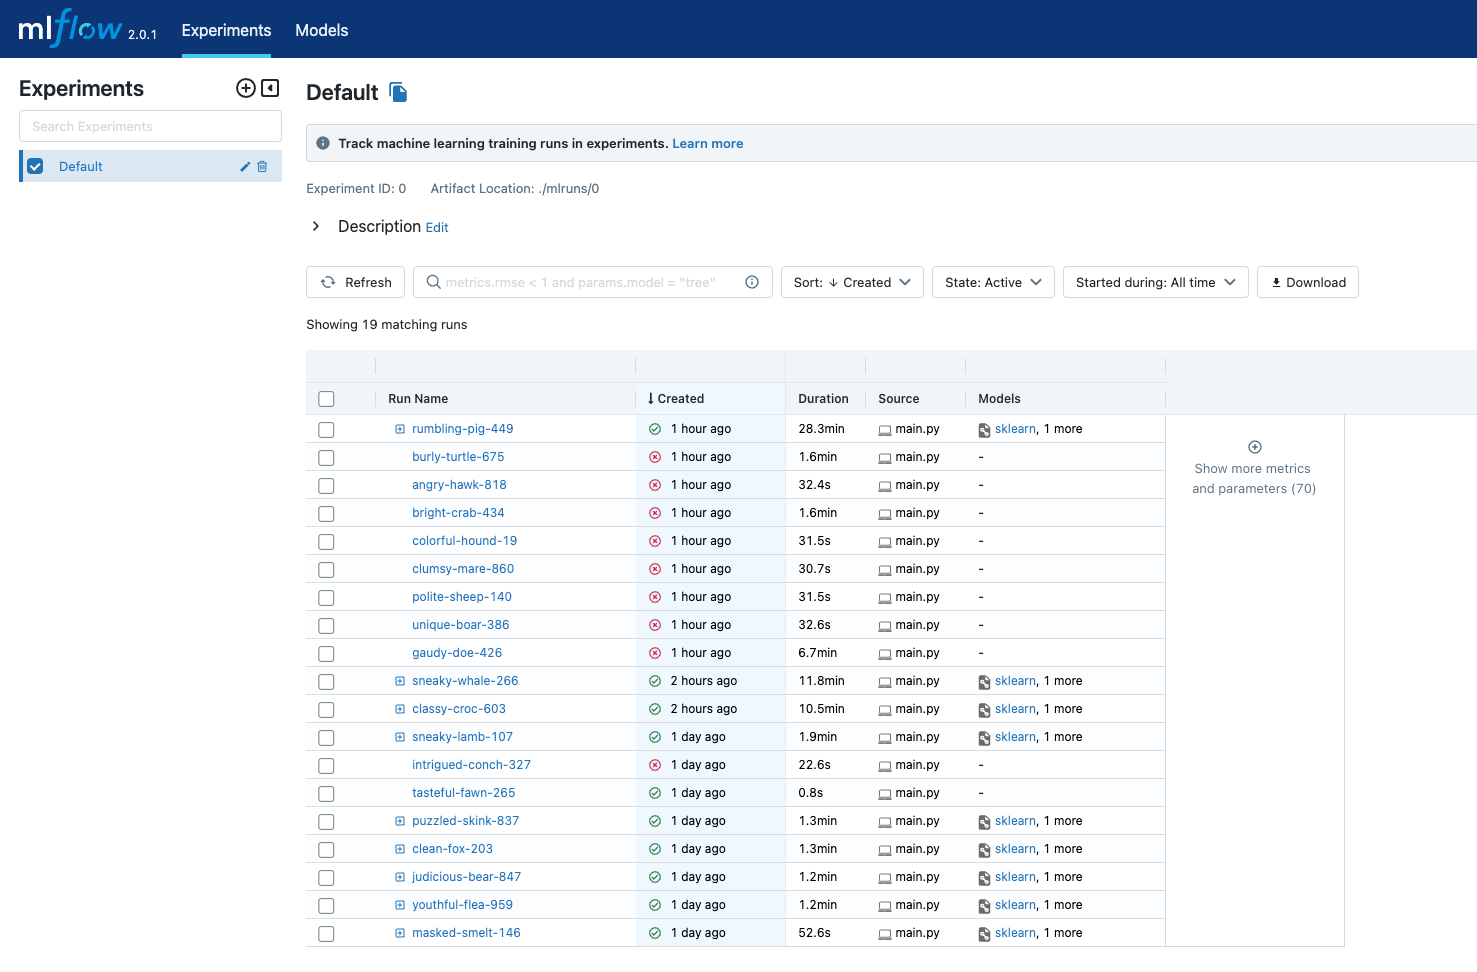 mlflow 2.0.1 Experiments Models
Experiments
Search Experiments
Default
Default
Track machine learning training runs in experiments. Learn more
Experiment ID: 0 Artifact Location: ./mlruns/0
Description Edit
Refresh metrics.rmse < 1 and params.model = "tree" Sort: ↓ Created State: Active Started during: All time Download
Showing 19 matching runs
Run Name ↓ Created Duration Source Models
rumbling-pig-449 1 hour ago 28.3min main.py sklearn, 1 more
burly-turtle-675 1 hour ago 1.6min main.py -
angry-hawk-818 1 hour ago 32.4s main.py -
bright-crab-434 1 hour ago 1.6min main.py -
colorful-hound-19 1 hour ago 31.5s main.py -
clumsy-mare-860 1 hour ago 30.7s main.py -
polite-sheep-140 1 hour ago 31.5s main.py -
unique-boar-386 1 hour ago 32.6s main.py -
gaudy-doe-426 1 hour ago 6.7min main.py -
sneaky-whale-266 2 hours ago 11.8min main.py sklearn, 1 more
classy-croc-603 2 hours ago 10.5min main.py sklearn, 1 more
sneaky-lamb-107 1 day ago 1.9min main.py sklearn, 1 more
intrigued-conch-327 1 day ago 22.6s main.py -
tasteful-fawn-265 1 day ago 0.8s main.py -
puzzled-skink-837 1 day ago 1.3min main.py sklearn, 1 more
clean-fox-203 1 day ago 1.3min main.py sklearn, 1 more
judicious-bear-847 1 day ago 1.2min main.py sklearn, 1 more
youthful-flea-959 1 day ago 1.2min main.py sklearn, 1 more
masked-smelt-146 1 day ago 52.6s main.py sklearn, 1 more
Show more metrics
and parameters (70)